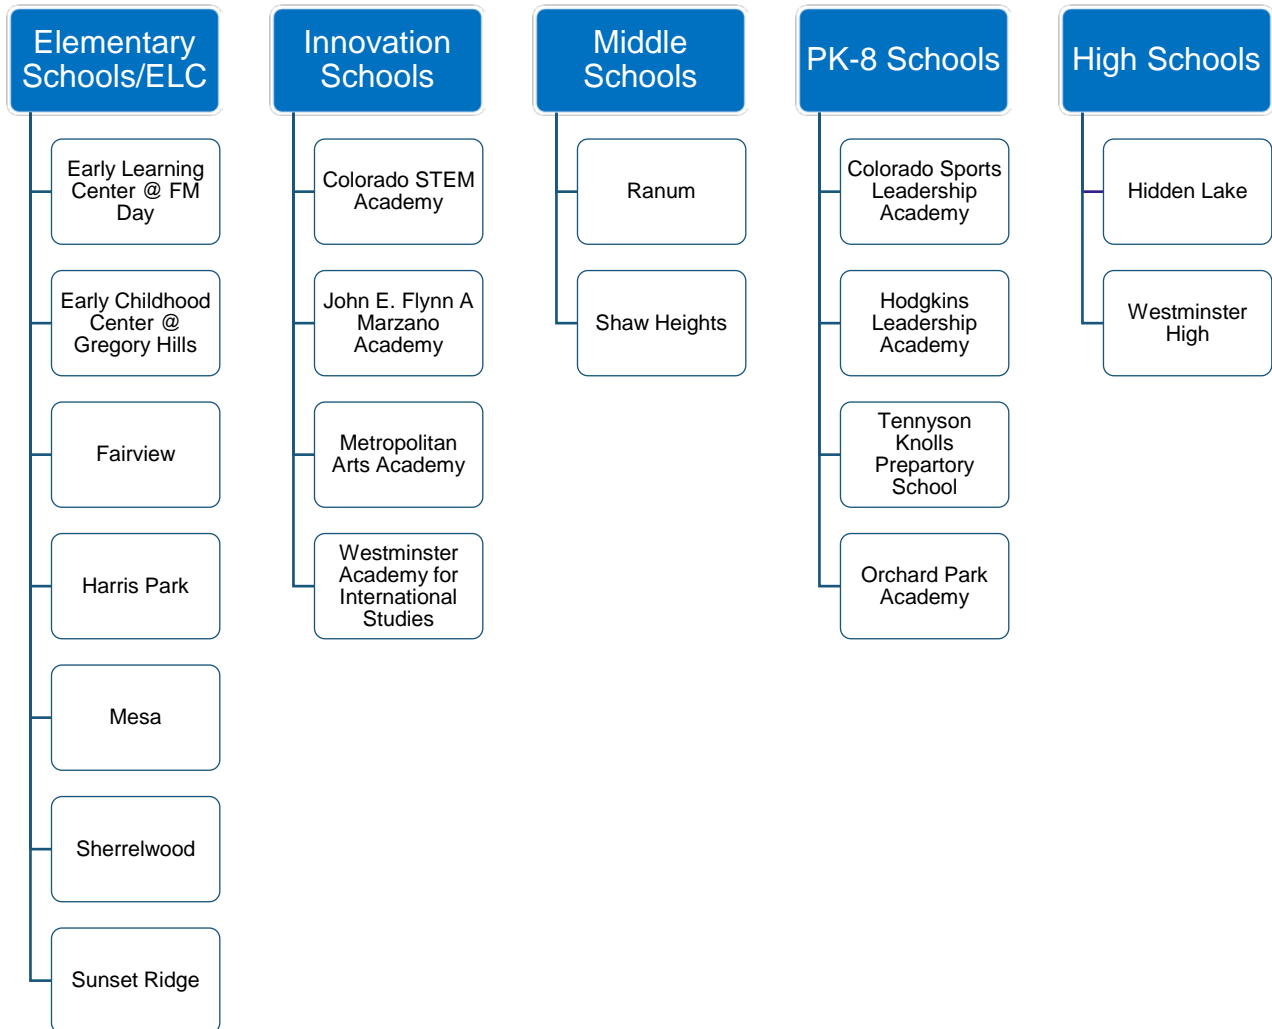 Elementary
Schools/ELC
Early Learning
Center @ FM
Day
Early Childhood
Center @
Gregory Hills
Fairview
Harris Park
Mesa
Sherrelwood
Sunset Ridge
Innovation
Schools
Colorado STEM
Academy
John E. Flynn A
Marzano
Academy
Metropolitan
Arts Academy
Westminster
Academy for
International
Studies
Middle
Schools
Ranum
Shaw Heights
PK-8 Schools
Colorado Sports
Leadership
Academy
Hodgkins
Leadership
Academy
Tennyson
Knolls
Prepartory
School
Orchard Park
Academy
High Schools
Hidden Lake
Westminster
High